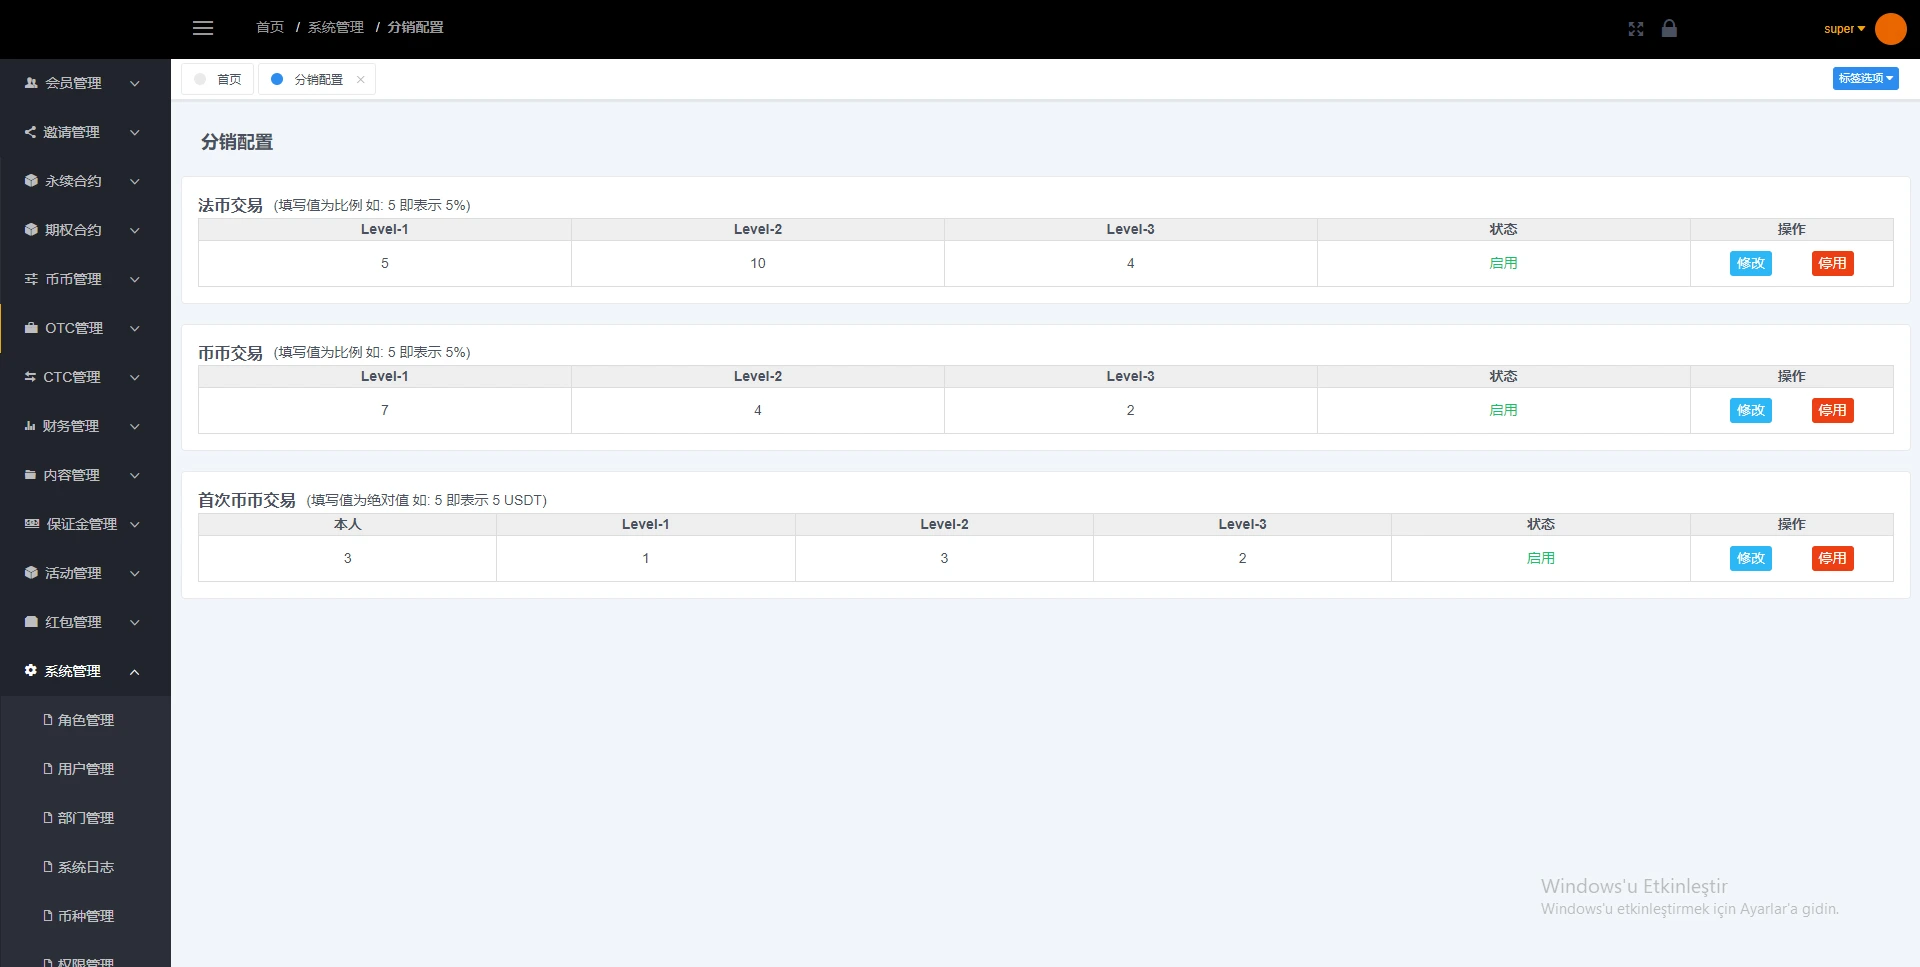 首页 / 系统管理 / 分销配置
super
会员管理
邀请管理
永续合约
期权合约
币币管理
OTC管理
CTC管理
财务管理
内容管理
保证金管理
活动管理
红包管理
系统管理
角色管理
用户管理
部门管理
系统日志
币种管理
权限管理
首页 分销配置
标签选项
分销配置
法币交易 (填写值为比例 如: 5 即表示 5%)
Level-1 Level-2 Level-3 状态 操作
5 10 4 启用 修改 停用
币币交易 (填写值为比例 如: 5 即表示 5%)
Level-1 Level-2 Level-3 状态 操作
7 4 2 启用 修改 停用
首次币币交易 (填写值为绝对值 如: 5 即表示 5 USDT)
本人 Level-1 Level-2 Level-3 状态 操作
3 1 3 2 启用 修改 停用
Windows'u Etkinleştir
Windows'u etkinleştirmek için Ayarlar'a gidin.